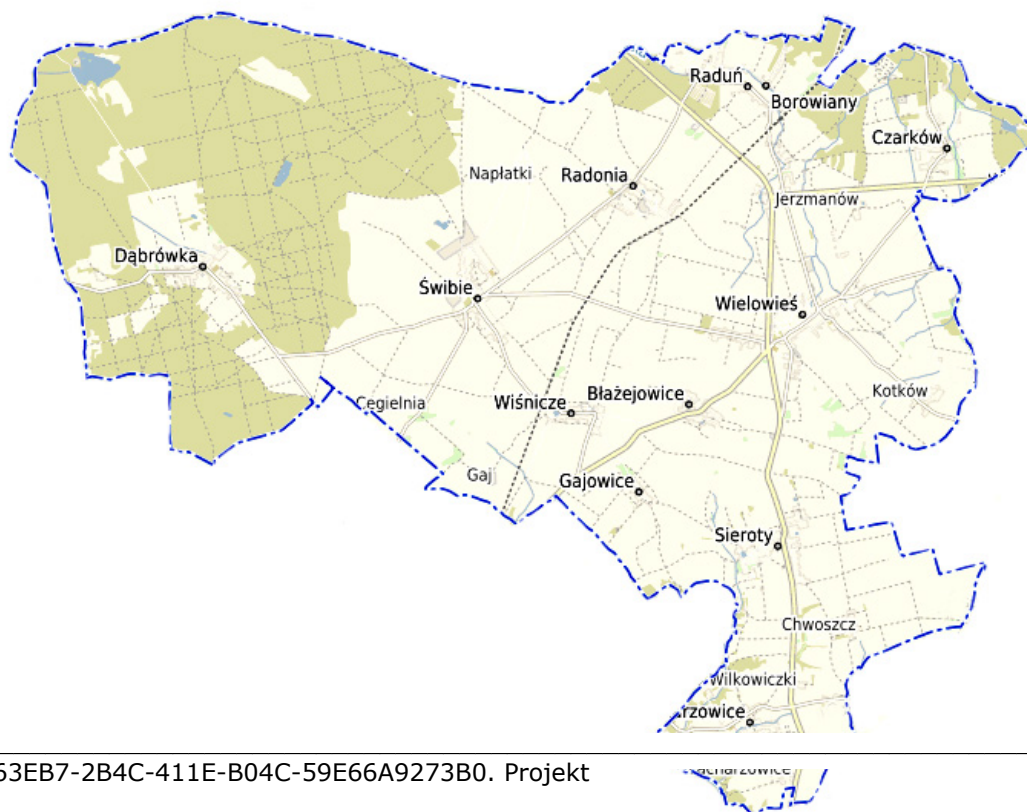 Raduń
Borowiany
Czarków
Napłatki
Radonia
Jerzmanów
Dąbrówka
Świbie
Wielowieś
Cegielnia
Wiśnicze
Błażejowice
Kotków
Gaj
Gajowice
Sieroty
Chwoszcz
Wilkowiczki
rzowice
53EB7-2B4C-411E-B04C-59E66A9273B0. Projekt